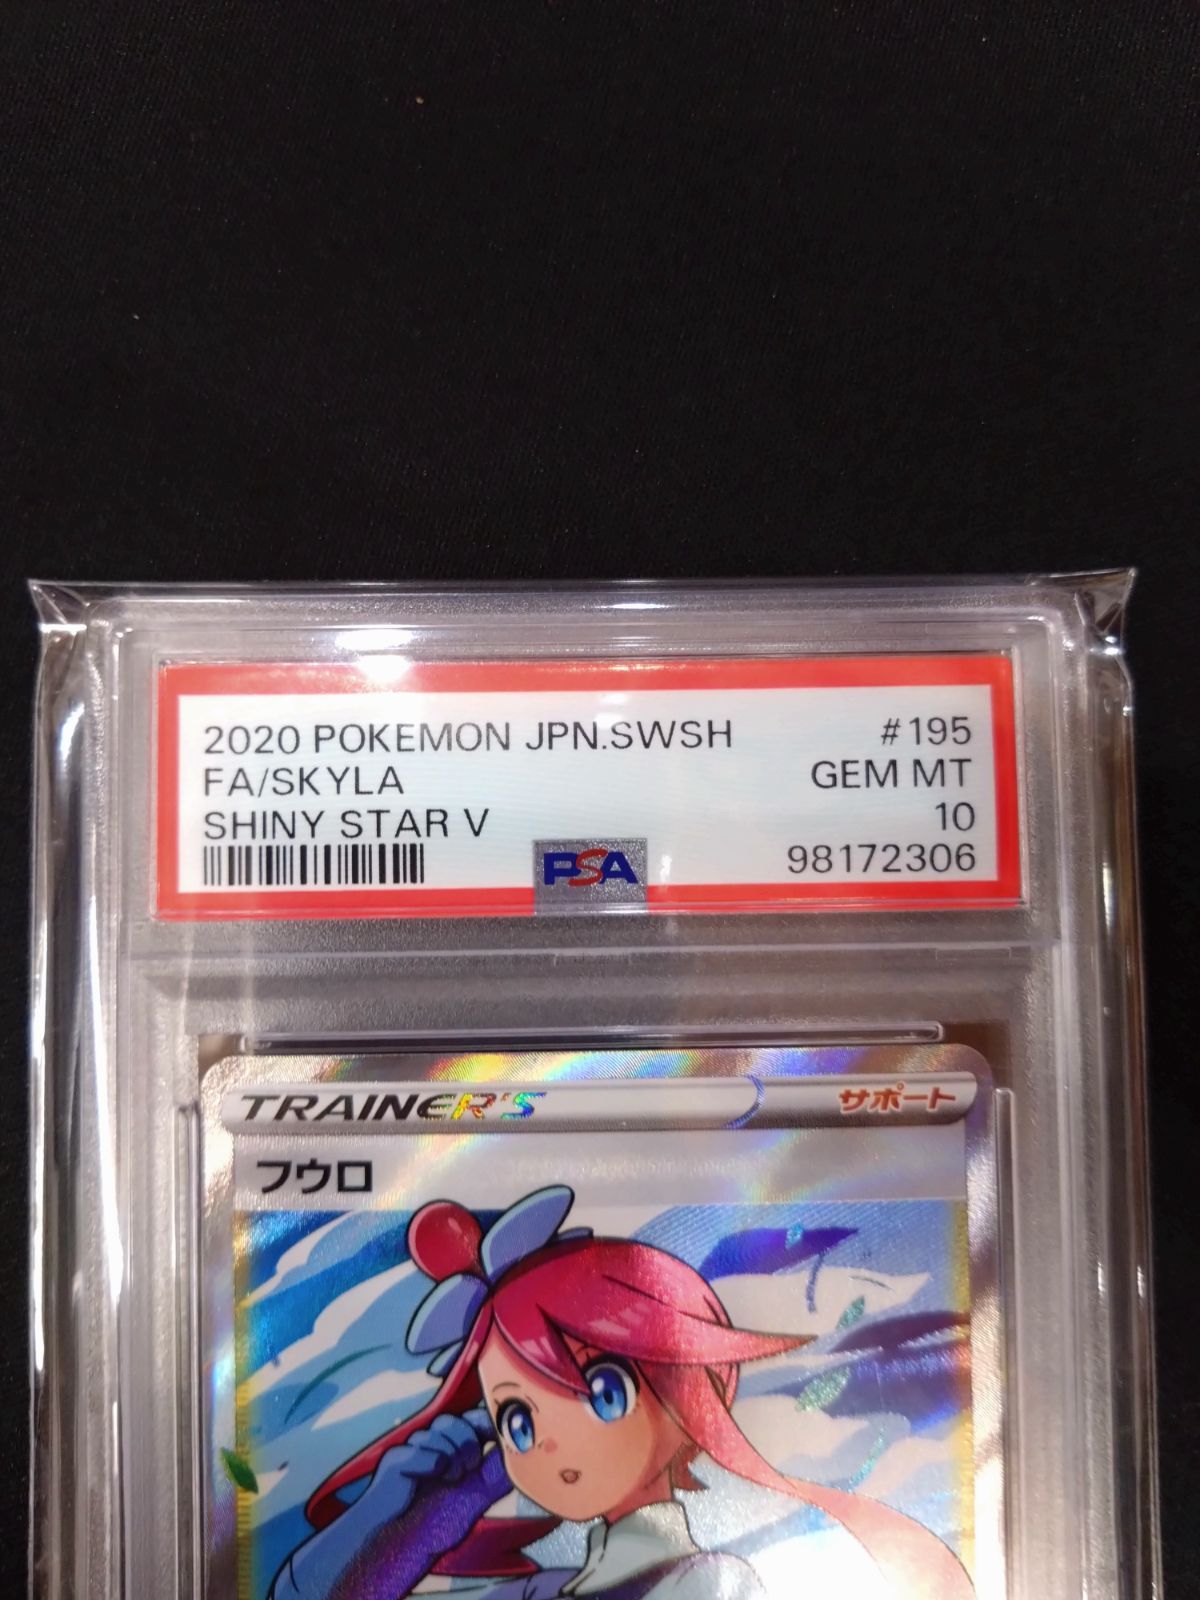 2020 POKEMON JPN.SWSH #195
FA/SKYLA GEM MT
SHINY STAR V 10
PSA 98172306
TRAINER'S サポート
フウロ